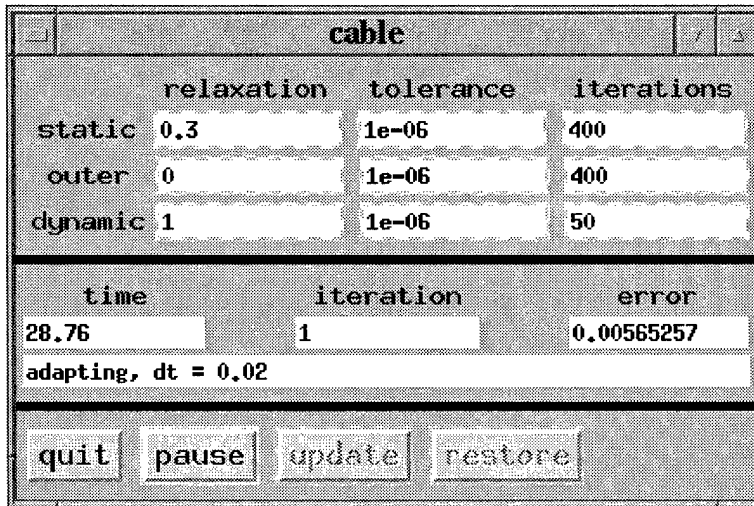 cable
relaxation tolerance iterations
static 0.3 1e-06 400
outer 0 1e-06 400
dynamic 1 1e-06 50
time iteration error
28.76 1 0.00565257
adapting, dt = 0.02
quit pause update restore